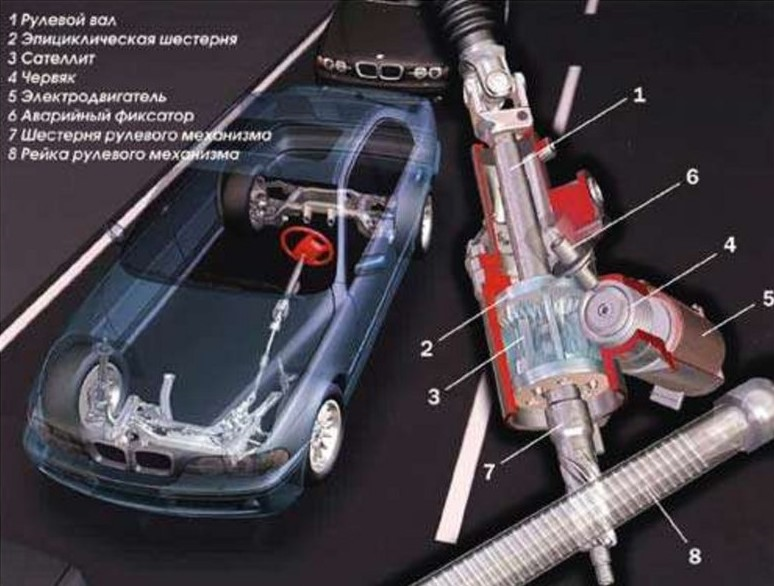 1 Рулевой вал
2 Эпициклическая шестерня
3 Сателлит
4 Червяк
5 Электродвигатель
6 Аварийный фиксатор
7 Шестерня рулевого механизма
8 Рейка рулевого механизма
1
6
4
5
2
3
7
8